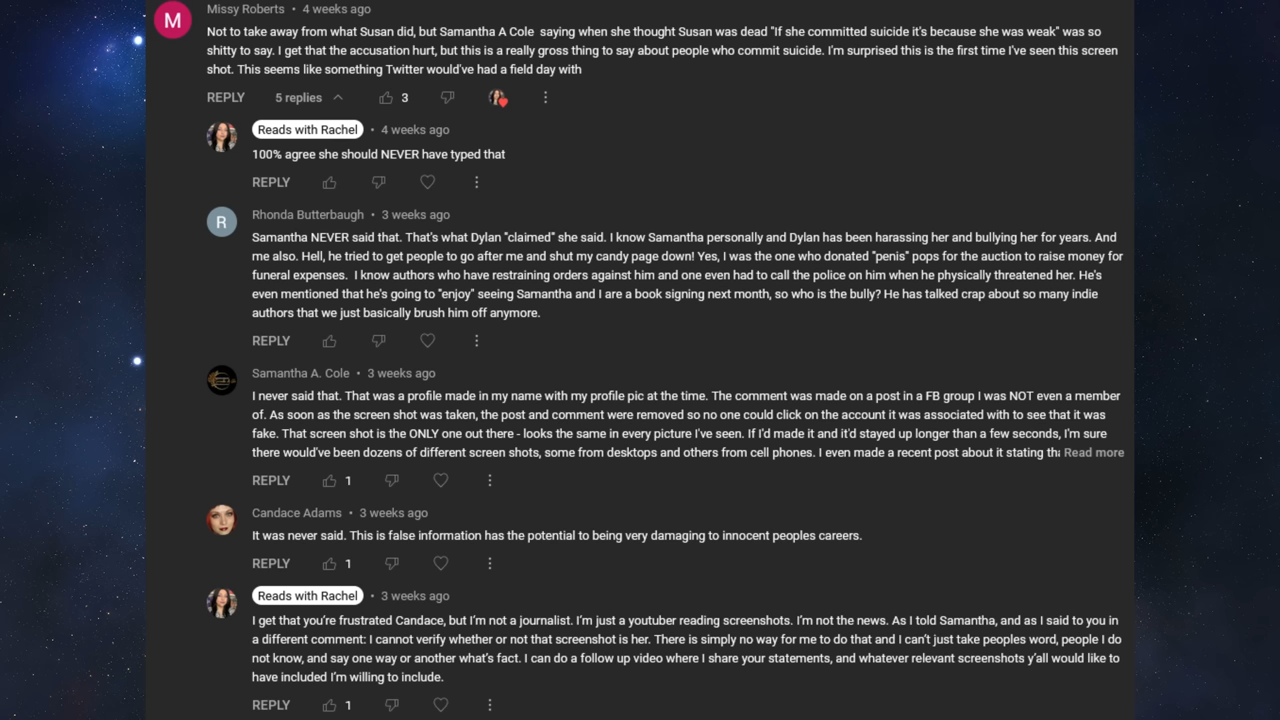 M
Missy Roberts • 4 weeks ago
Not to take away from what Susan did, but Samantha A Cole saying when she thought Susan was dead "If she committed suicide it's because she was weak" was so
shitty to say. I get that the accusation hurt, but this is a really gross thing to say about people who commit suicide. I'm surprised this is the first time I've seen this screen
shot. This seems like something Twitter would've had a field day with
REPLY 5 replies 3
Reads with Rachel • 4 weeks ago
100% agree she should NEVER have typed that
REPLY
R
Rhonda Butterbaugh • 3 weeks ago
Samantha NEVER said that. That's what Dylan "claimed" she said. I know Samantha personally and Dylan has been harassing her and bullying her for years. And
me also. Hell, he tried to get people to go after me and shut my candy page down! Yes, I was the one who donated "penis" pops for the auction to raise money for
funeral expenses. I know authors who have restraining orders against him and one even had to call the police on him when he physically threatened her. He's
even mentioned that he's going to "enjoy" seeing Samantha and I are a book signing next month, so who is the bully? He has talked crap about so many indie
authors that we just basically brush him off anymore.
REPLY
Samantha A. Cole • 3 weeks ago
I never said that. That was a profile made in my name with my profile pic at the time. The comment was made on a post in a FB group I was NOT even a member
of. As soon as the screen shot was taken, the post and comment were removed so no one could click on the account it was associated with to see that it was
fake. That screen shot is the ONLY one out there - looks the same in every picture I've seen. If I'd made it and it'd stayed up longer than a few seconds, I'm sure
there would've been dozens of different screen shots, some from desktops and others from cell phones. I even made a recent post about it stating tha Read more
REPLY 1
Candace Adams • 3 weeks ago
It was never said. This is false information has the potential to being very damaging to innocent peoples careers.
REPLY 1
Reads with Rachel • 3 weeks ago
I get that you're frustrated Candace, but I'm not a journalist. I'm just a youtuber reading screenshots. I'm not the news. As I told Samantha, and as I said to you in
a different comment: I cannot verify whether or not that screenshot is her. There is simply no way for me to do that and I can't just take peoples word, people I do
not know, and say one way or another what's fact. I can do a follow up video where I share your statements, and whatever relevant screenshots y'all would like to
have included I'm willing to include.
REPLY 1